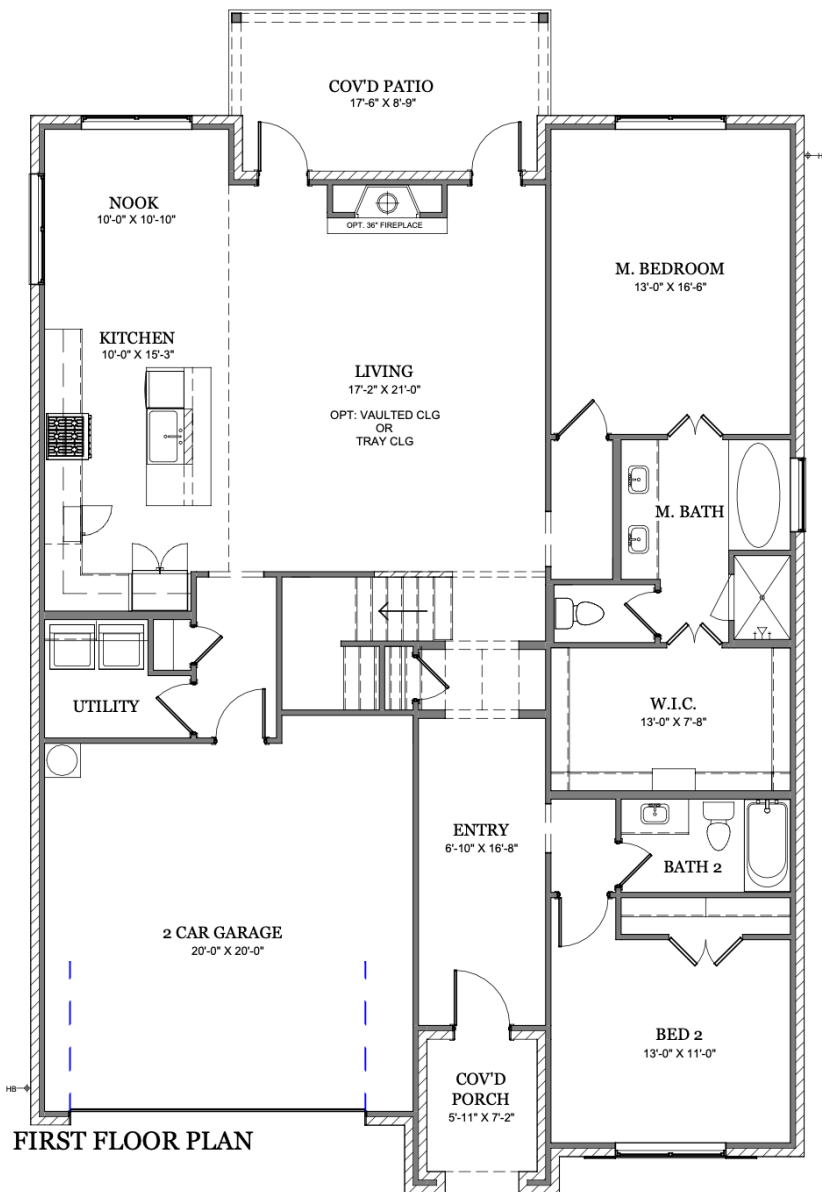 COV'D PATIO
17'-6" X 8'-9"
NOOK
10'-0" X 10'-10"
OPT. 36" FIREPLACE
M. BEDROOM
13'-0" X 16'-6"
KITCHEN
10'-0" X 15'-3"
LIVING
17'-2" X 21'-0"
OPT: VAULTED CLG
OR
TRAY CLG
M. BATH
UTILITY
W.I.C.
13'-0" X 7'-8"
ENTRY
6'-10" X 16'-8"
BATH 2
2 CAR GARAGE
20'-0" X 20'-0"
BED 2
13'-0" X 11'-0"
COV'D
PORCH
5'-11" X 7'-2"
HB
FIRST FLOOR PLAN